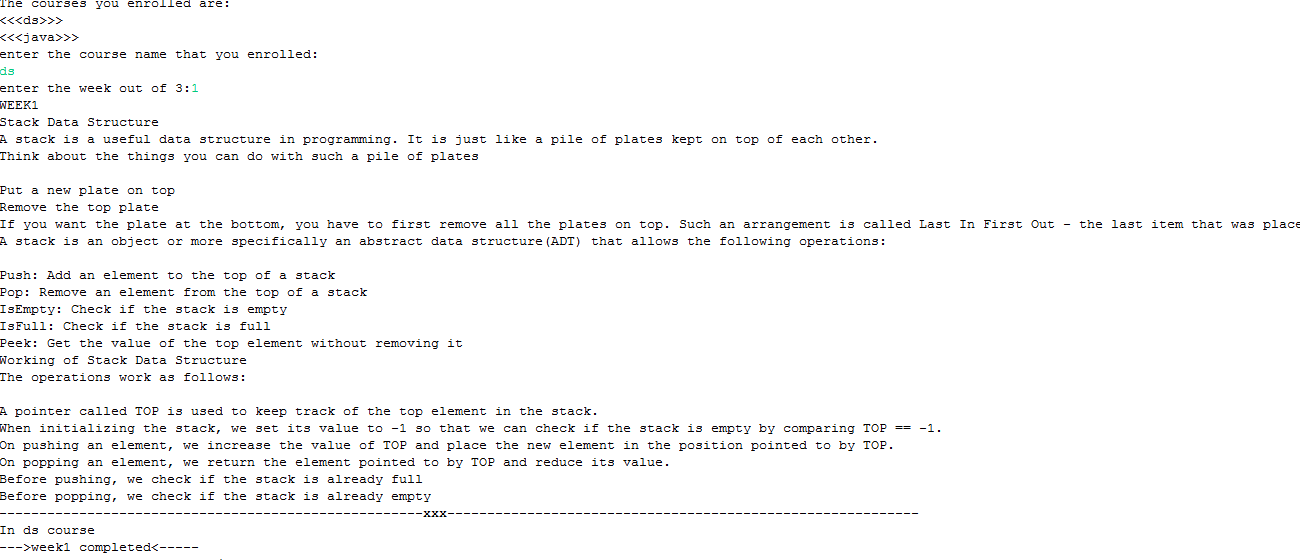 The courses you enrolled are:
<<<ds>>>
<<<java>>>
enter the course name that you enrolled:
ds
enter the week out of 3:1
WEEK1
Stack Data Structure
A stack is a useful data structure in programming. It is just like a pile of plates kept on top of each other.
Think about the things you can do with such a pile of plates
Put a new plate on top
Remove the top plate
If you want the plate at the bottom, you have to first remove all the plates on top. Such an arrangement is called Last In First Out - the last item that was place
A stack is an object or more specifically an abstract data structure(ADT) that allows the following operations:
Push: Add an element to the top of a stack
Pop: Remove an element from the top of a stack
IsEmpty: Check if the stack is empty
IsFull: Check if the stack is full
Peek: Get the value of the top element without removing it
Working of Stack Data Structure
The operations work as follows:
A pointer called TOP is used to keep track of the top element in the stack.
When initializing the stack, we set its value to -1 so that we can check if the stack is empty by comparing TOP == -1.
On pushing an element, we increase the value of TOP and place the new element in the position pointed to by TOP.
On popping an element, we return the element pointed to by TOP and reduce its value.
Before pushing, we check if the stack is already full
Before popping, we check if the stack is already empty
-----------------------------------------------------xxx-----------------------------------------------------------
In ds course
--->week1 completed<-----